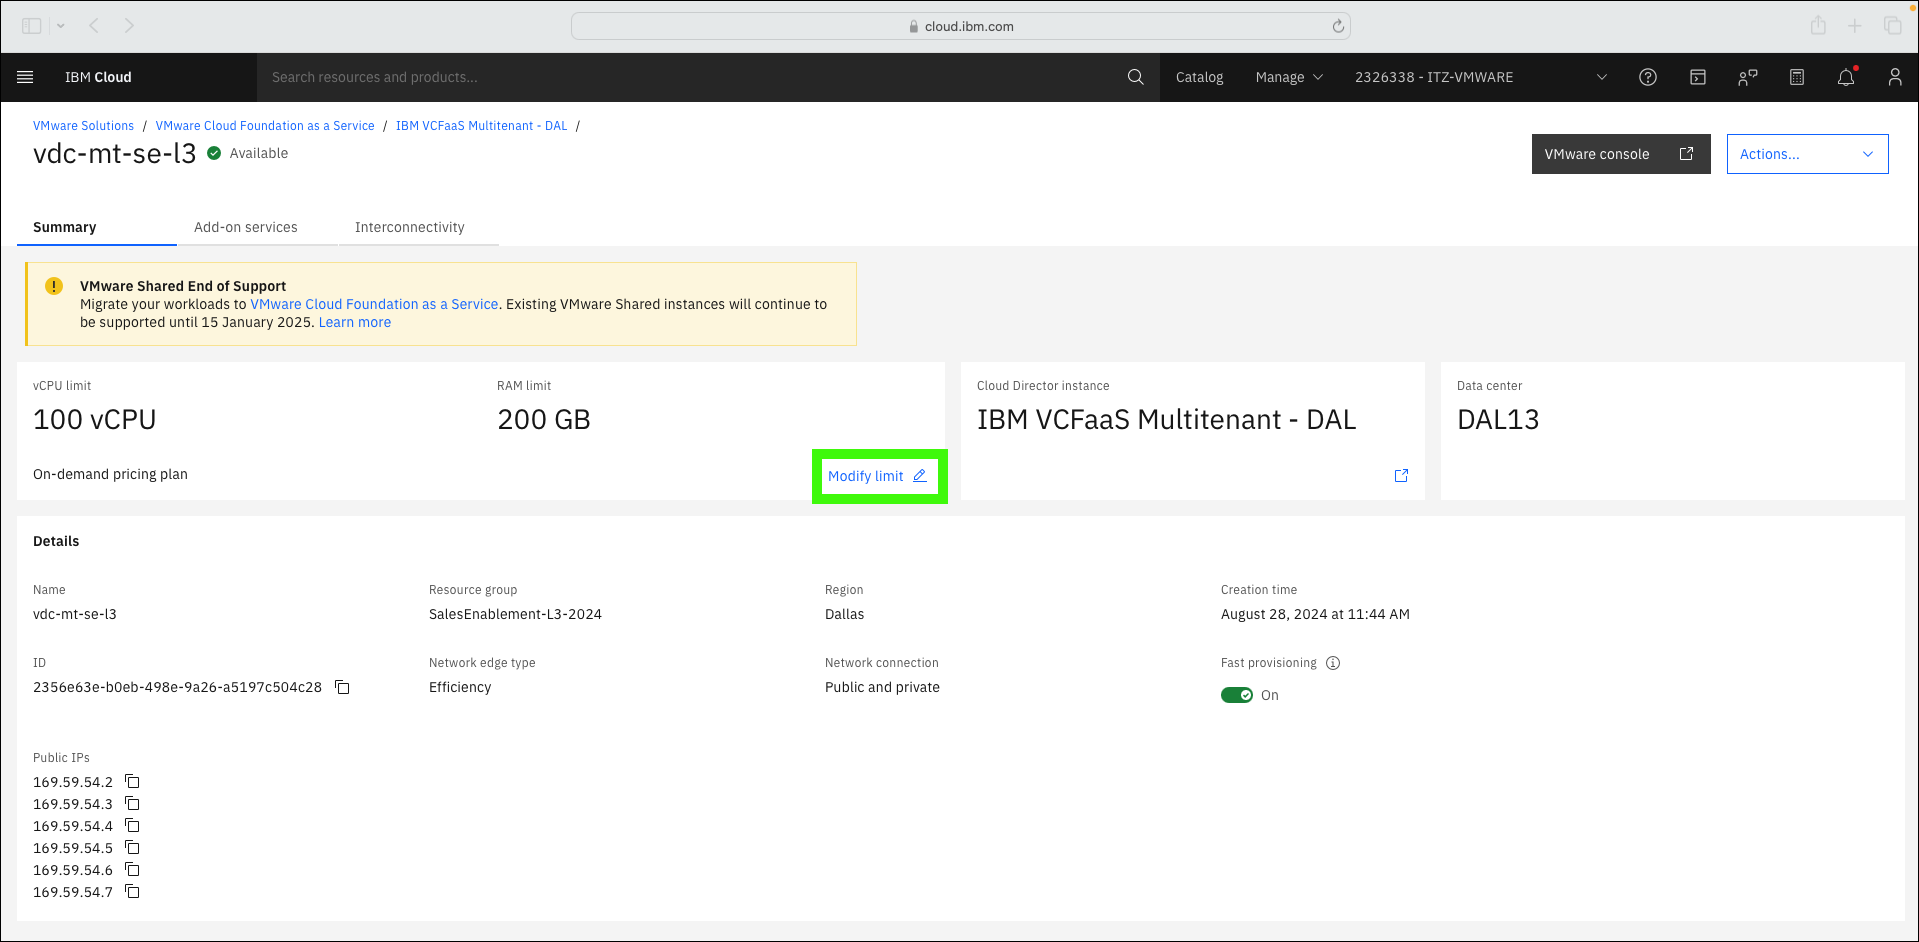 cloud.ibm.com
IBM Cloud
Search resources and products...
Catalog
Manage
2326338 - ITZ-VMWARE
VMware Solutions / VMware Cloud Foundation as a Service / IBM VCFaaS Multitenant - DAL /
vdc-mt-se-l3
Available
VMware console
Actions...
Summary
Add-on services
Interconnectivity
VMware Shared End of Support
Migrate your workloads to VMware Cloud Foundation as a Service. Existing VMware Shared instances will continue to
be supported until 15 January 2025. Learn more
vCPU limit
100 vCPU
RAM limit
200 GB
On-demand pricing plan
Modify limit
Cloud Director instance
IBM VCFaaS Multitenant - DAL
Data center
DAL13
Details
Name
vdc-mt-se-l3
Resource group
SalesEnablement-L3-2024
Region
Dallas
Creation time
August 28, 2024 at 11:44 AM
ID
2356e63e-b0eb-498e-9a26-a5197c504c28
Network edge type
Efficiency
Network connection
Public and private
Fast provisioning
On
Public IPs
169.59.54.2
169.59.54.3
169.59.54.4
169.59.54.5
169.59.54.6
169.59.54.7